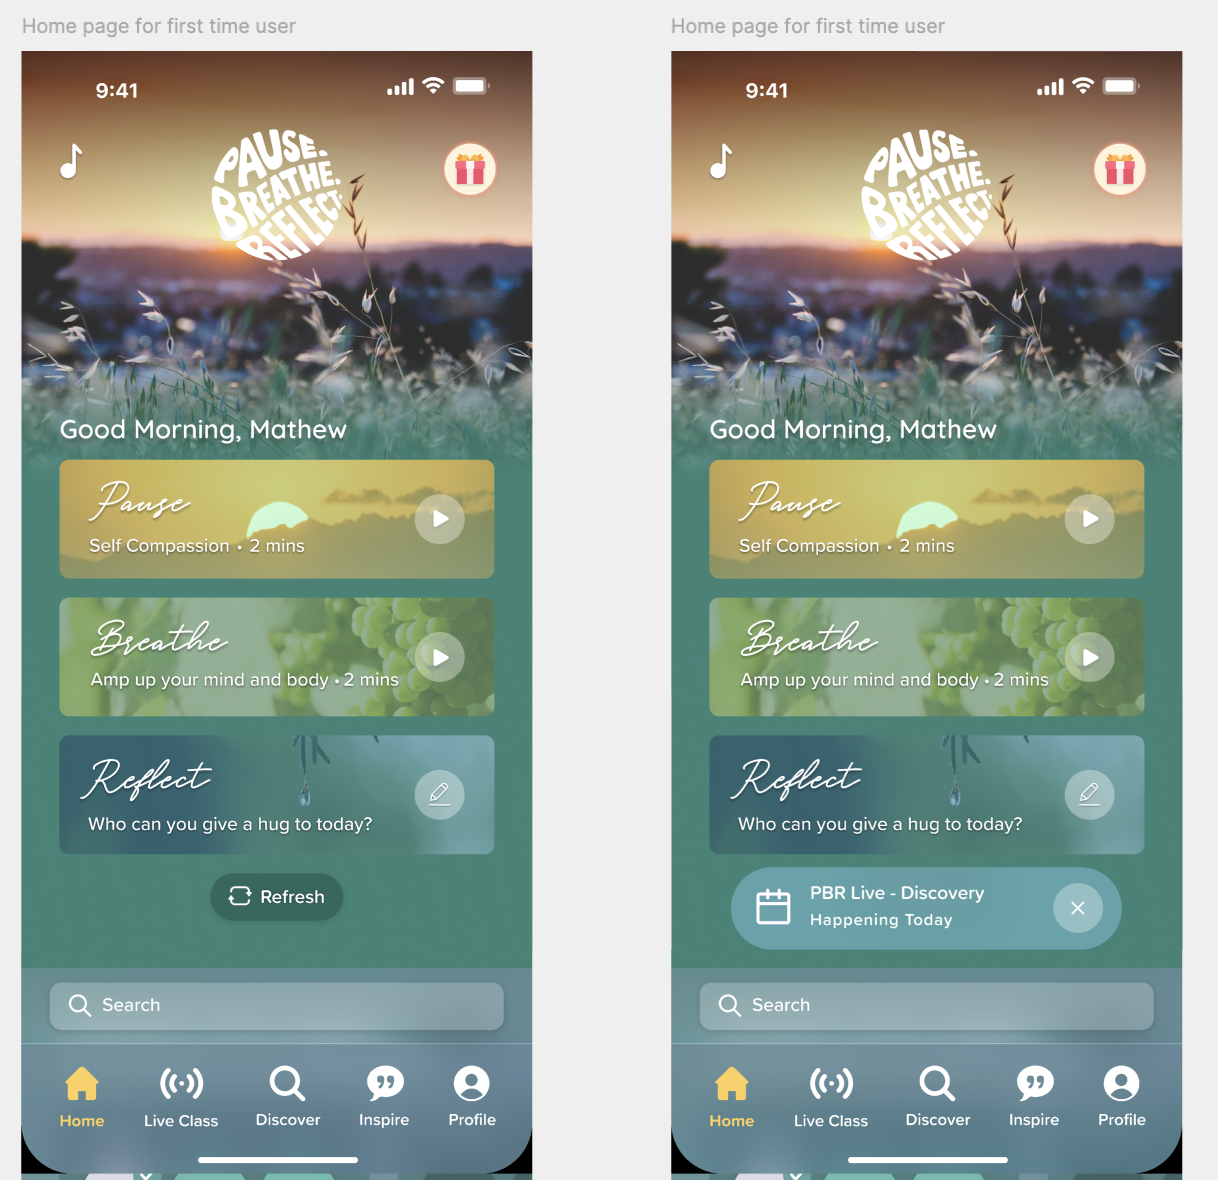 Home page for first time user
9:41
PAUSE.
BREATHE.
REFLECT.
Good Morning, Mathew
Pause
Self Compassion • 2 mins
Breathe
Amp up your mind and body • 2 mins
Reflect
Who can you give a hug to today?
Refresh
Search
Home
Live Class
Discover
Inspire
Profile
Home page for first time user
9:41
PAUSE.
BREATHE.
REFLECT.
Good Morning, Mathew
Pause
Self Compassion • 2 mins
Breathe
Amp up your mind and body • 2 mins
Reflect
Who can you give a hug to today?
PBR Live - Discovery
Happening Today
Search
Home
Live Class
Discover
Inspire
Profile